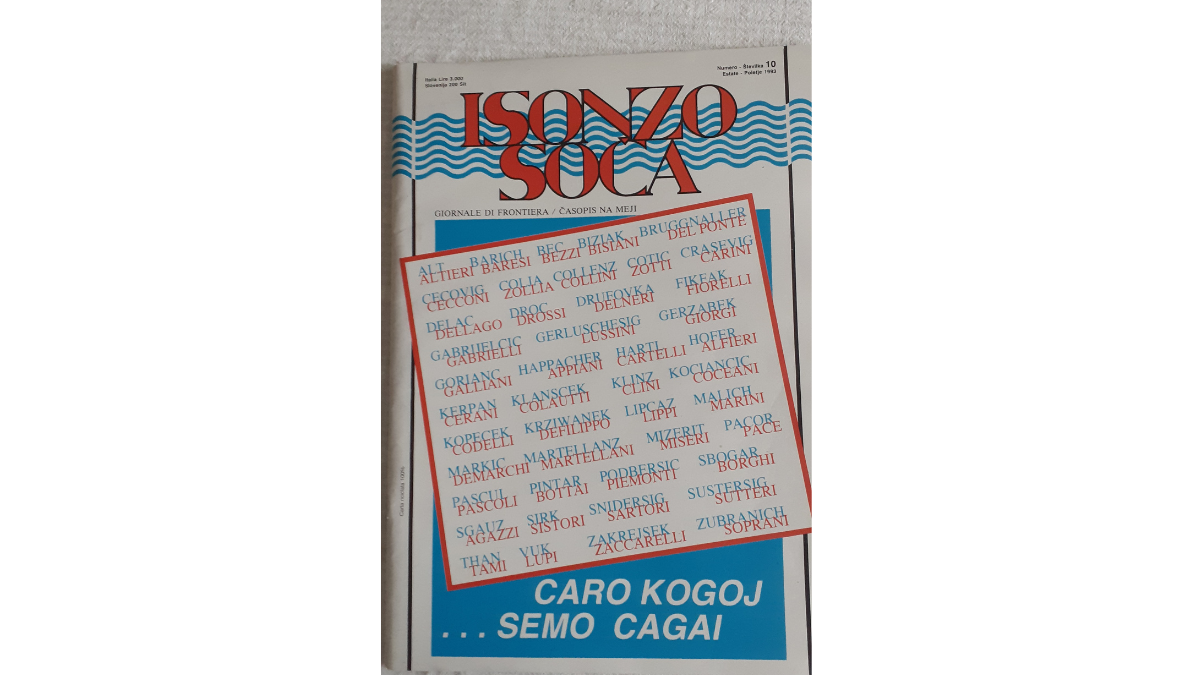 Italia Lire 3.000
Slovenija 200 Sit
Numero - Številka 10
Estate - Poletje 1993
ISONZO
SOČA
GIORNALE DI FRONTIERA / ČASOPIS NA MEJI
ALT BARICH BEC BIZIAK BRUGGNALLER
ALTIERI BARESI BEZZI BISIANI DEL PONTE
CECOVIG COLJA COLLENZ COTIC CRASEVIG
CECCONI ZOLLIA COLLINI ZOTTI CARINI
DELAC DROC DRUFOVKA FIKFAK
DELLAGO DROSSI DELNERI FIORELLI
GABRIJELCIC GERLUSCHESIG GERZABEK
GABRIELLI LUSSINI GIORGI
GORIANC HAPPACHER HARTL HOFER
GALLIANI APPIANI CARTELLI ALFIERI
KERPAN KLANSCEK KLINZ KOCIANCIC
CERANI COLAUTTI CLINI COCEANI
KOPECEK KRZIWANEK LIPCAZ MALICH
CODELLI DEFILIPPO LIPPI MARINI
MARKIC MARTELLANZ MIZERIT PACOR
DEMARCHI MARTELLANI MISERI PACE
PASCUL PINTAR PODBERSIC SBOGAR
PASCOLI BOTTAI PIEMONTI BORGHI
SGAUZ SIRK SNIDERSIG SUSTERSIG
AGAZZI SISTORI SARTORI SUTTERI
THAN VUK ZAKREJSEK ZUBRANICH
TAMI LUPI ZACCARELLI SOPRANI
CARO KOGOJ
... SEMO CAGAI